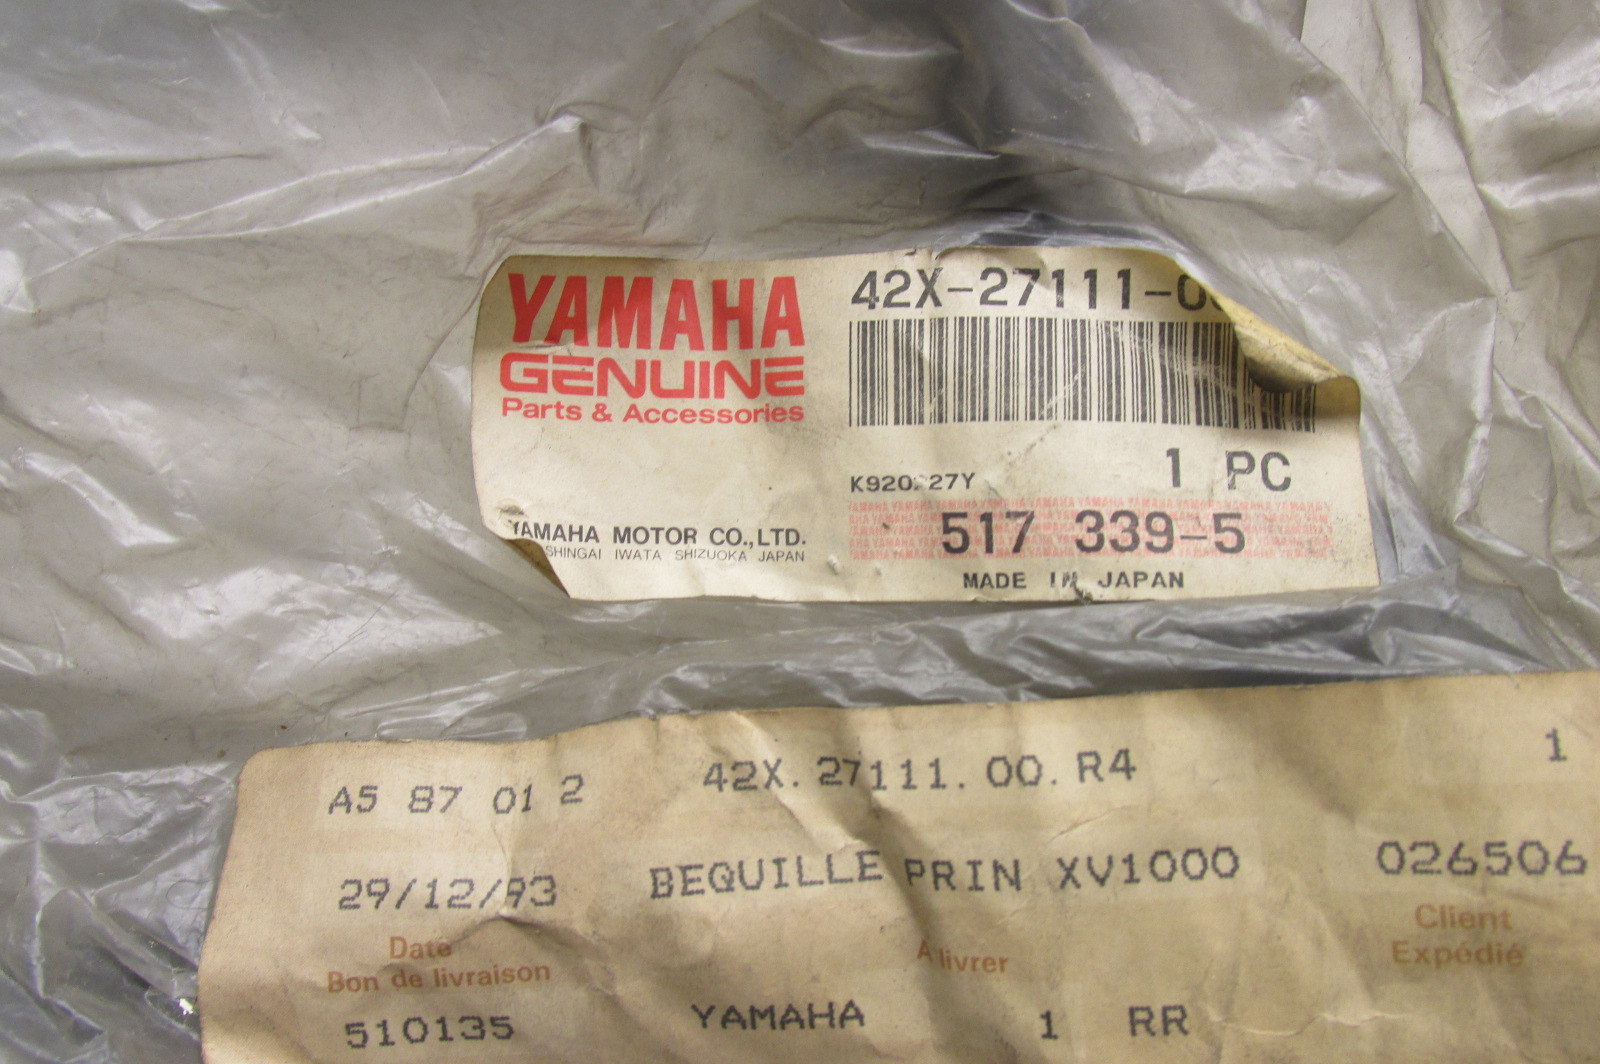 YAMAHA
GENUINE
Parts & Accessories
YAMAHA MOTOR CO.,LTD.
SHINGAI IWATA SHIZUOKA JAPAN
42X-27111-0
1 PC
517 339-5
MADE IN JAPAN
A5 87 01 2 42X.27111.00.R4 1
29/12/93 BEQUILLE PRIN XV1000 026506
Date A livrer Client
Bon de livraison Expédié
510135 YAMAHA 1 RR